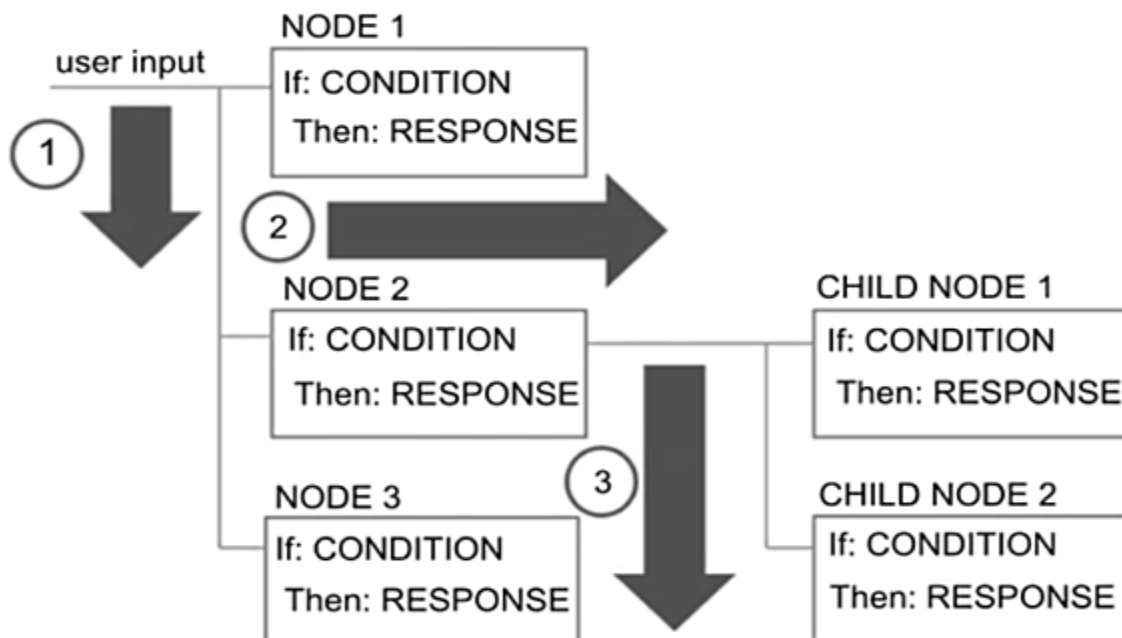 NODE 1
user input
If: CONDITION
Then: RESPONSE
1
2
NODE 2
If: CONDITION
Then: RESPONSE
CHILD NODE 1
If: CONDITION
Then: RESPONSE
3
NODE 3
If: CONDITION
Then: RESPONSE
CHILD NODE 2
If: CONDITION
Then: RESPONSE